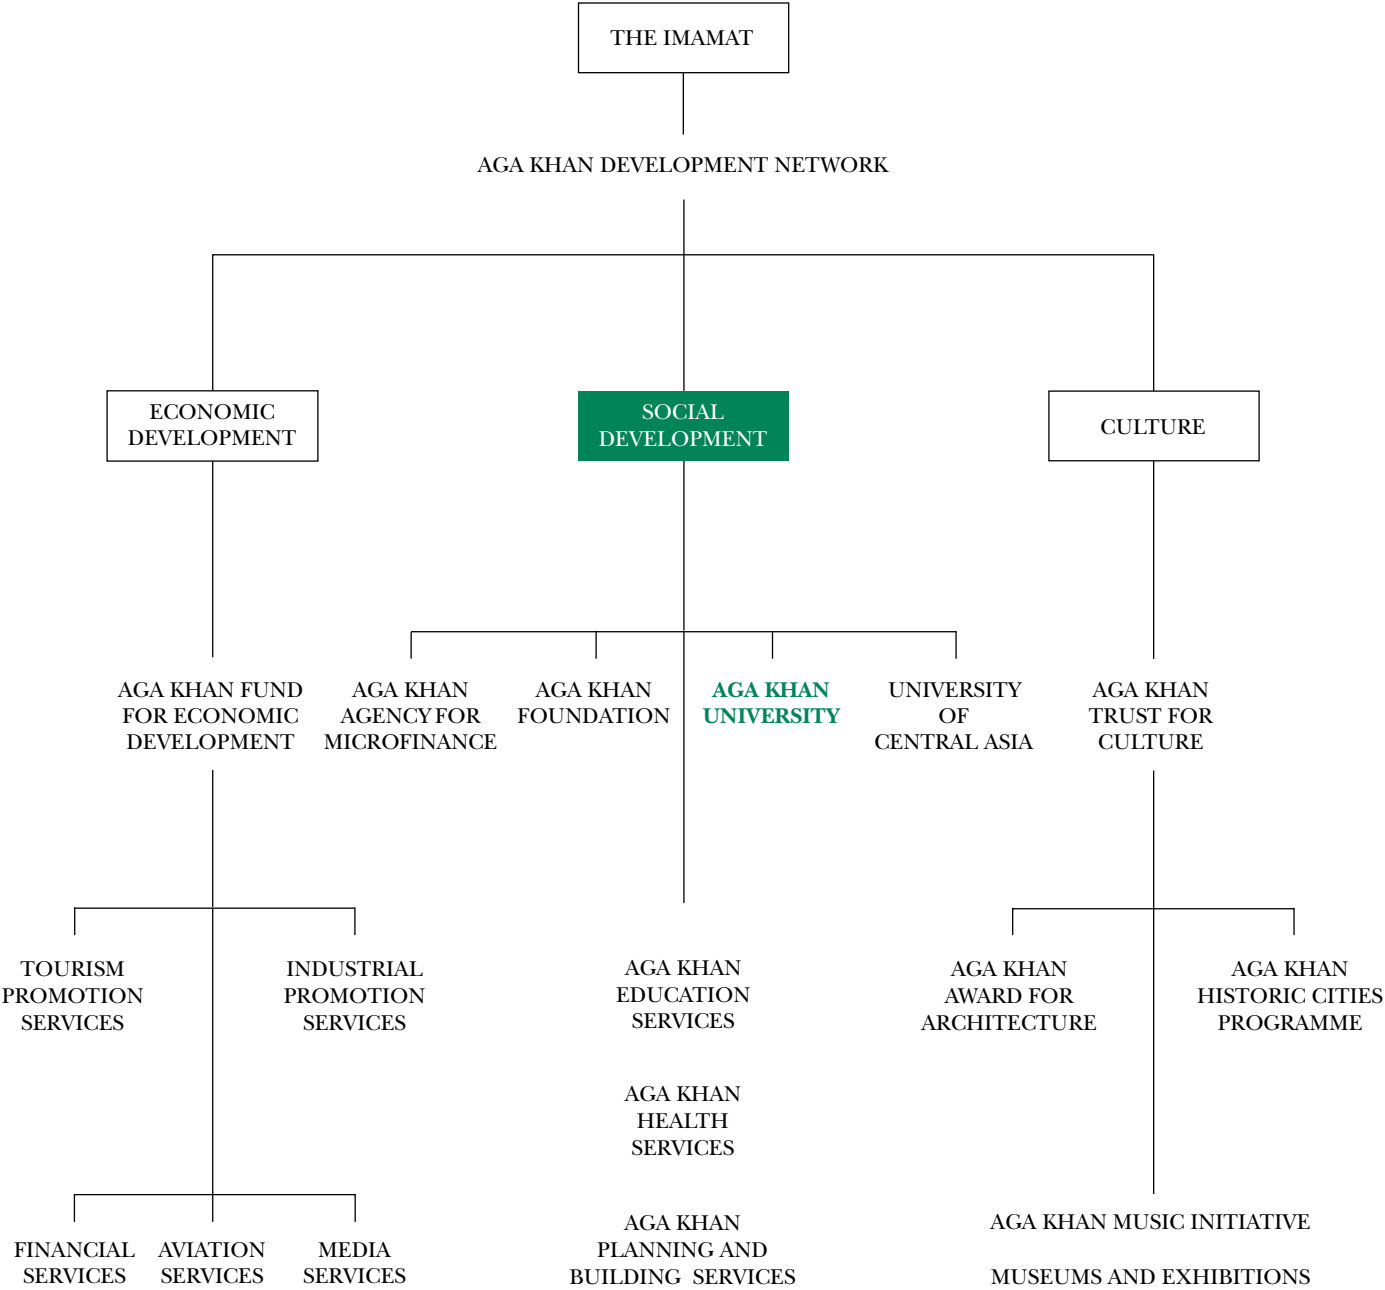 THE IMAMAT
AGA KHAN DEVELOPMENT NETWORK
ECONOMIC
DEVELOPMENT
SOCIAL
DEVELOPMENT
CULTURE
AGA KHAN FUND
FOR ECONOMIC
DEVELOPMENT
AGA KHAN
AGENCY FOR
MICROFINANCE
AGA KHAN
FOUNDATION
AGA KHAN
UNIVERSITY
UNIVERSITY
OF
CENTRAL ASIA
AGA KHAN
TRUST FOR
CULTURE
TOURISM
PROMOTION
SERVICES
INDUSTRIAL
PROMOTION
SERVICES
AGA KHAN
EDUCATION
SERVICES
AGA KHAN
AWARD FOR
ARCHITECTURE
AGA KHAN
HISTORIC CITIES
PROGRAMME
AGA KHAN
HEALTH
SERVICES
FINANCIAL
SERVICES
AVIATION
SERVICES
MEDIA
SERVICES
AGA KHAN
PLANNING AND
BUILDING SERVICES
AGA KHAN MUSIC INITIATIVE
MUSEUMS AND EXHIBITIONS